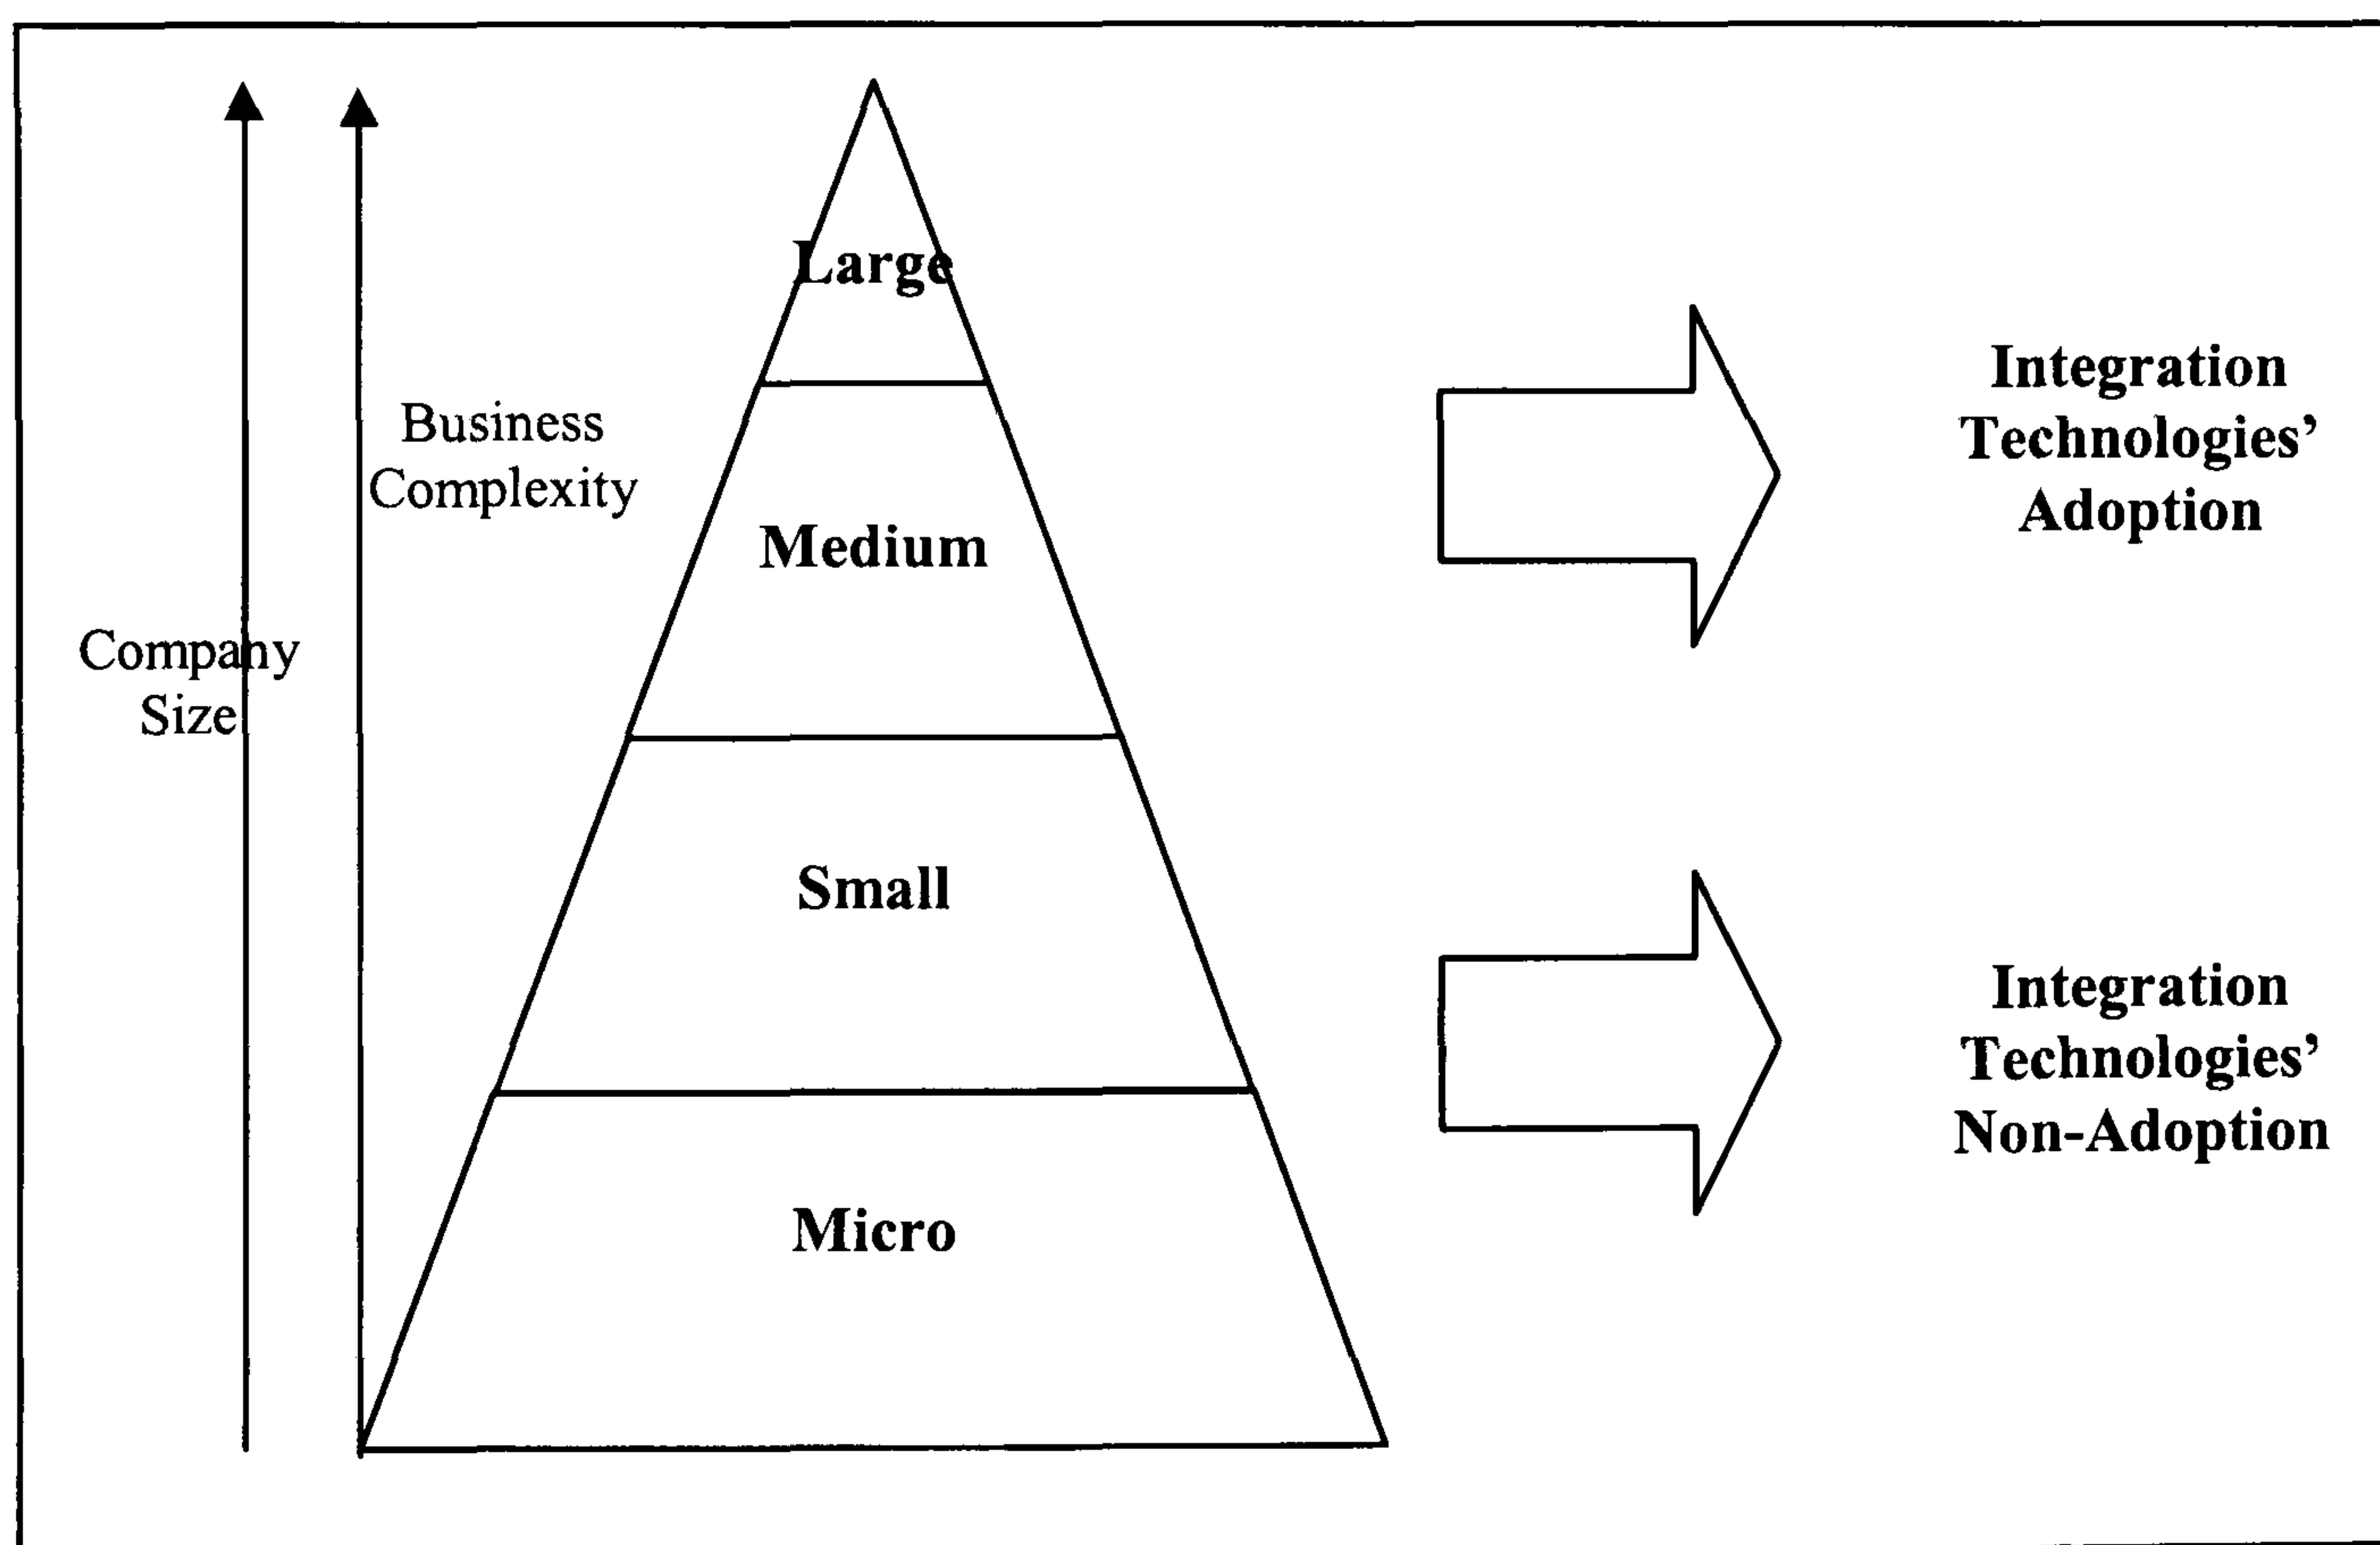 Large
Business
Complexity
Medium
Company
Size
Small
Micro
Integration
Technologies’
Adoption
Integration
Technologies’
Non-Adoption